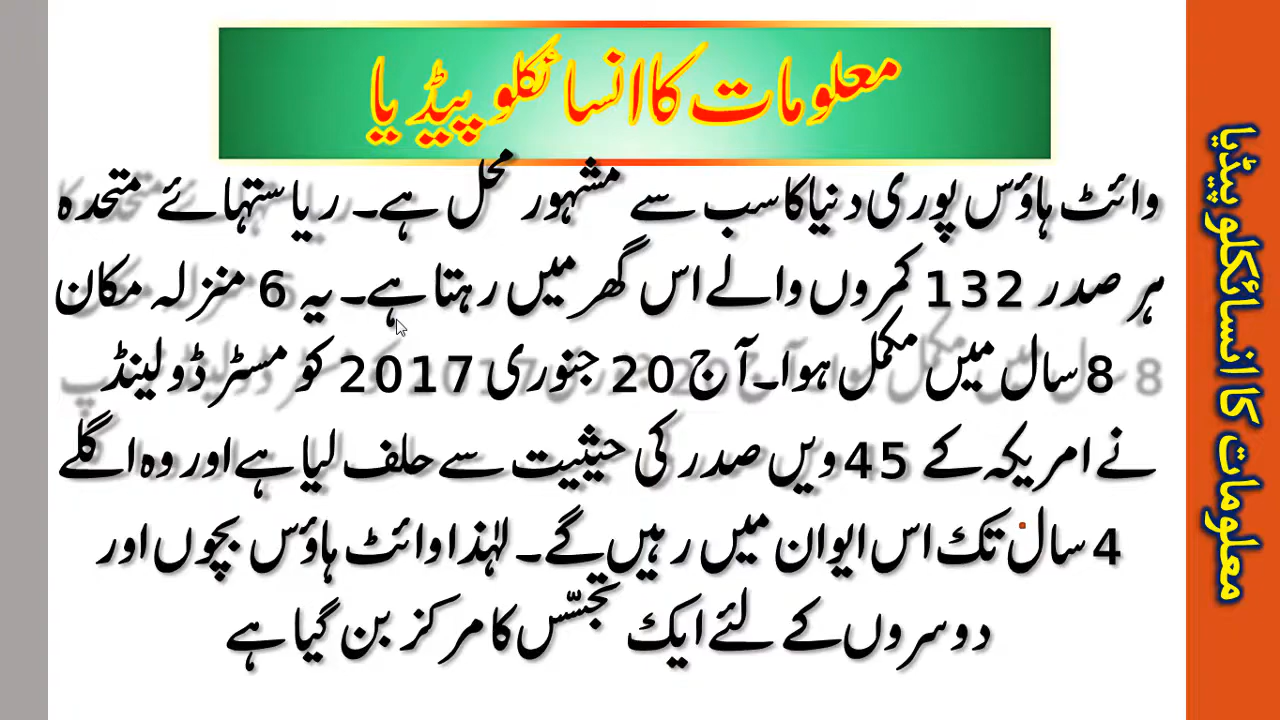 معلومات کا انسائکلوپیڈیا
وائٹ ہاؤس پوری دنیا کا سب سے مشہور محل ہے۔ ریاستہائے متحدہ
ہر صدر 132 کمروں والے اس گھر میں رہتا ہے۔ یہ 6 منزلہ مکان
8 سال میں مکمل ہوا۔ آج 20 جنوری 2017 کو مسٹر ڈولینڈ
نے امریکہ کے 45 ویں صدر کی حیثیت سے حلف لیا ہے اور وہ اگلے
4 سال تک اس ایوان میں رہیں گے۔ لہٰذا وائٹ ہاؤس بچوں اور
دوسروں کے لئے ایک تجسّس کا مرکز بن گیا ہے
معلومات کا انسائکلوپیڈیا